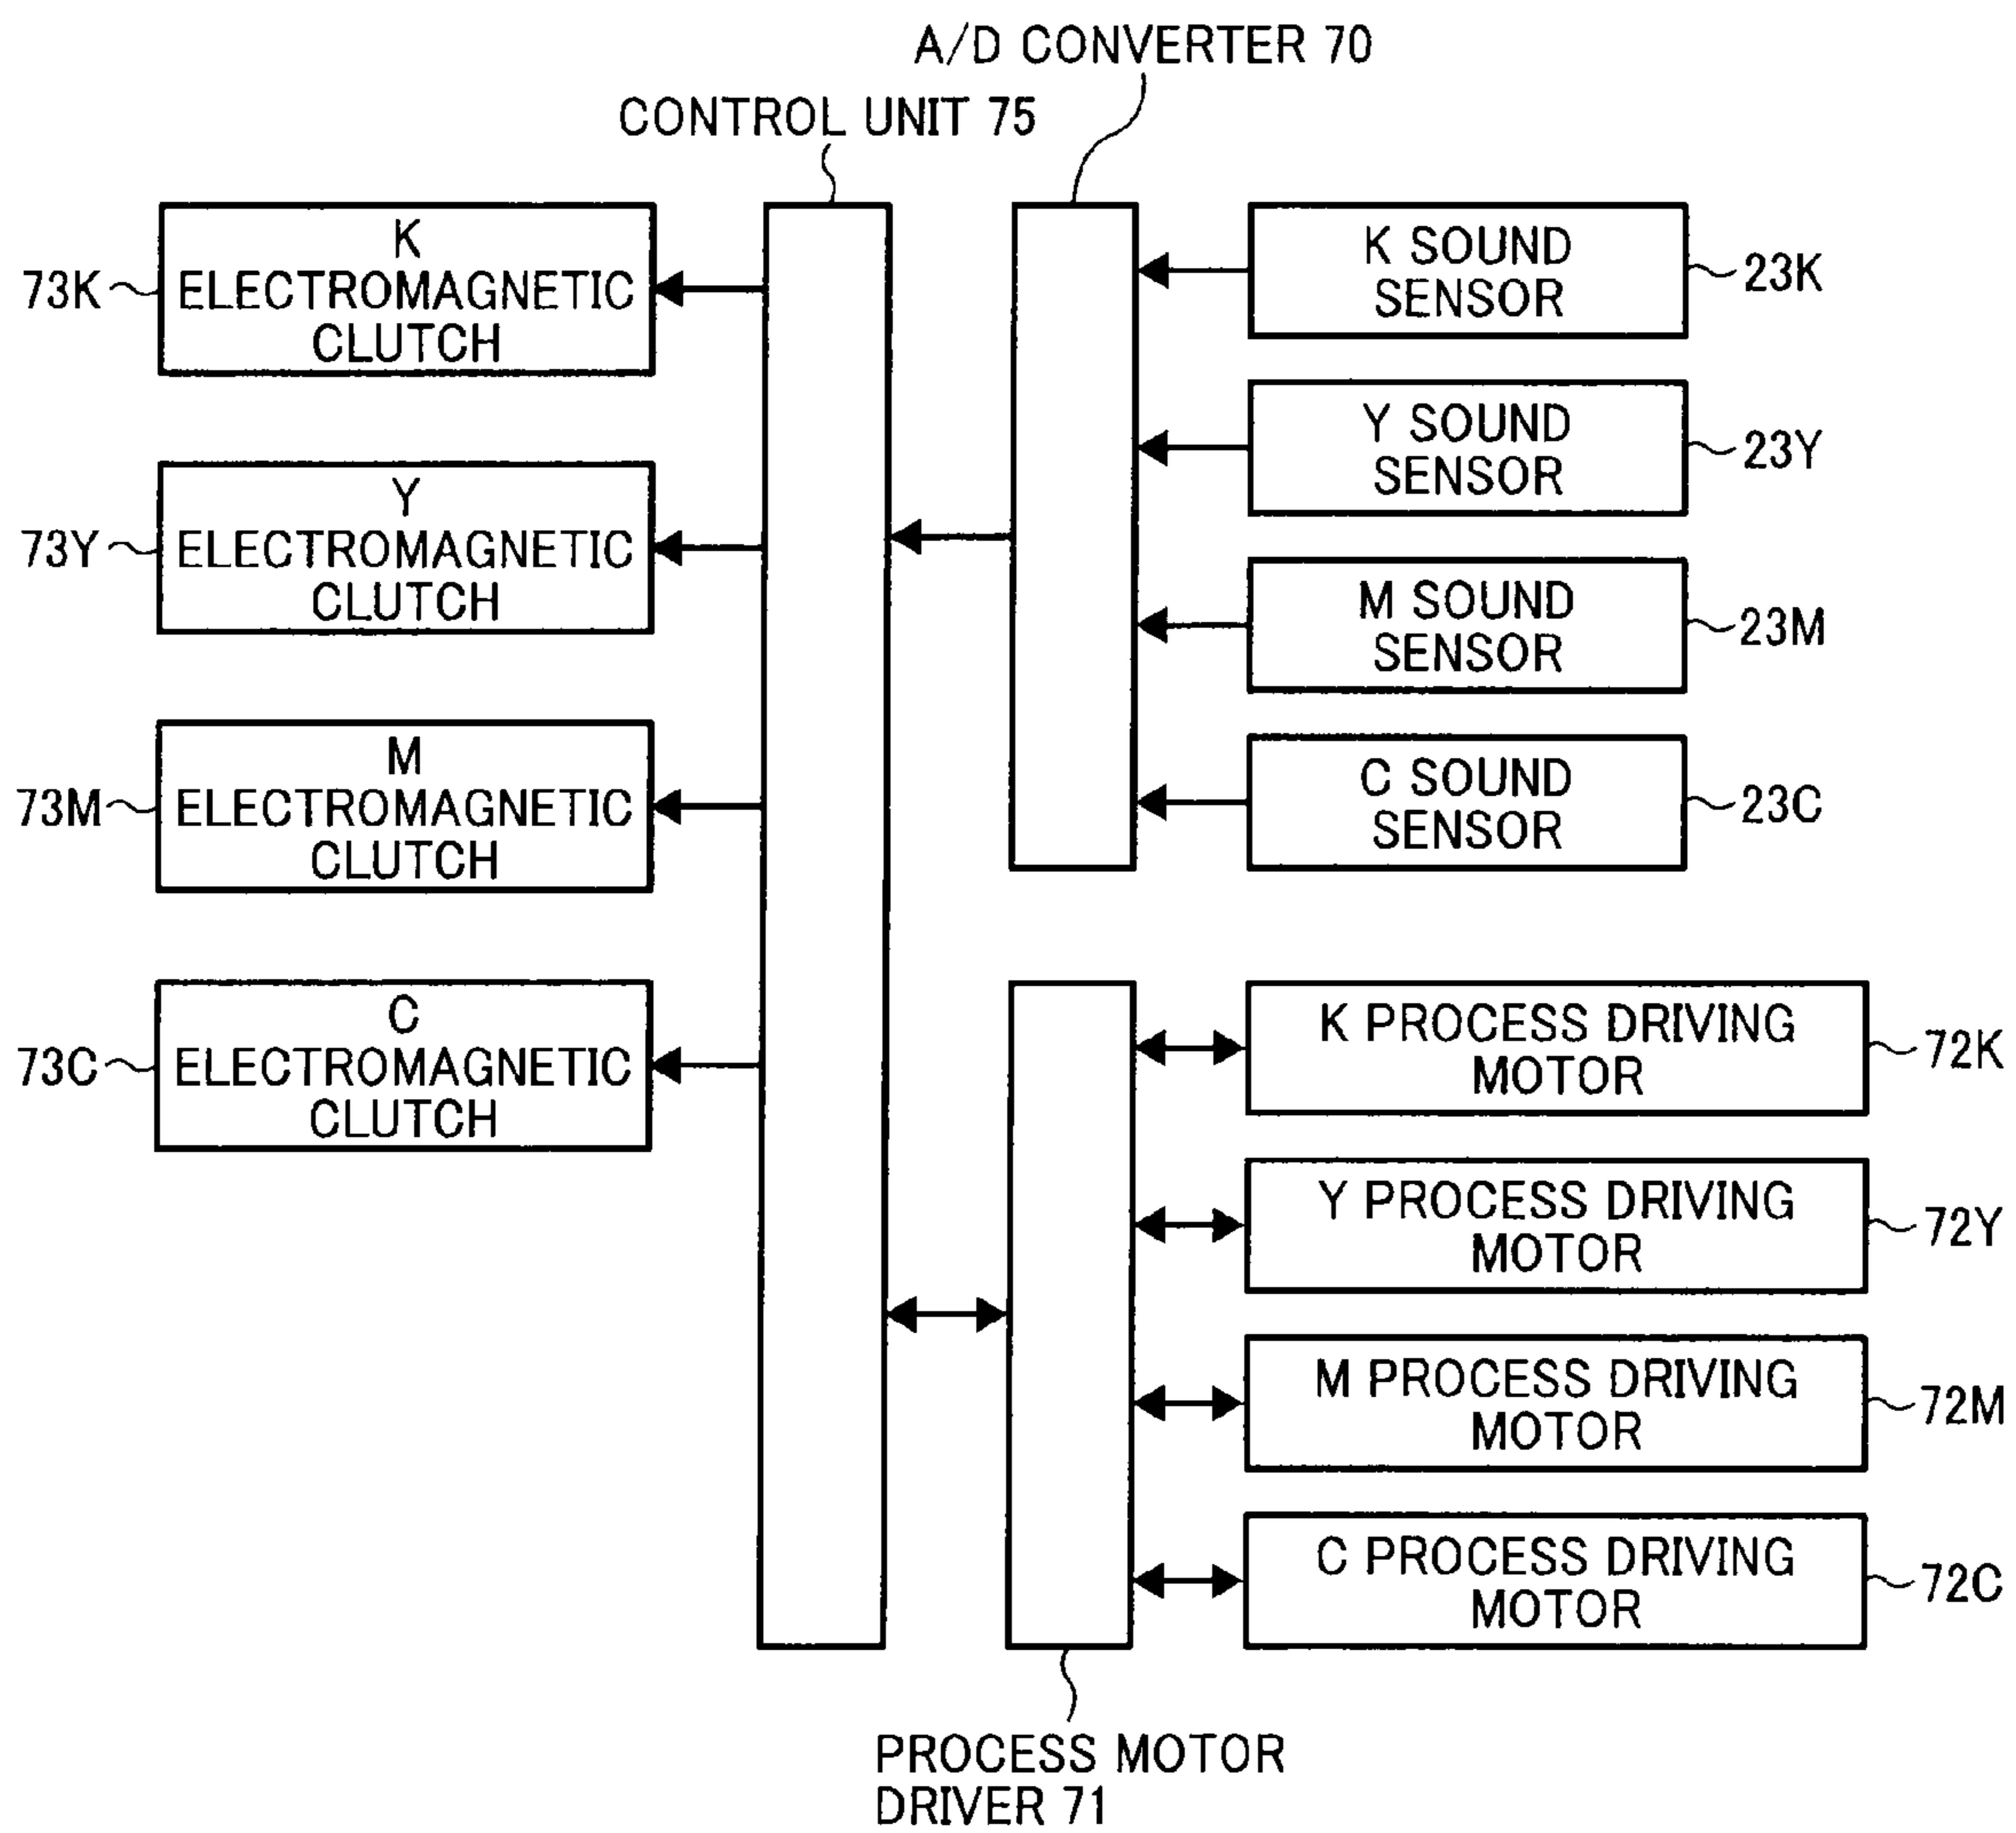 A/D CONVERTER 70
CONTROL UNIT 75
73K
K
ELECTROMAGNETIC
CLUTCH
73Y
Y
ELECTROMAGNETIC
CLUTCH
73M
M
ELECTROMAGNETIC
CLUTCH
73C
C
ELECTROMAGNETIC
CLUTCH
K SOUND
SENSOR
23K
Y SOUND
SENSOR
23Y
M SOUND
SENSOR
23M
C SOUND
SENSOR
23C
K PROCESS DRIVING
MOTOR
72K
Y PROCESS DRIVING
MOTOR
72Y
M PROCESS DRIVING
MOTOR
72M
C PROCESS DRIVING
MOTOR
72C
PROCESS MOTOR
DRIVER 71